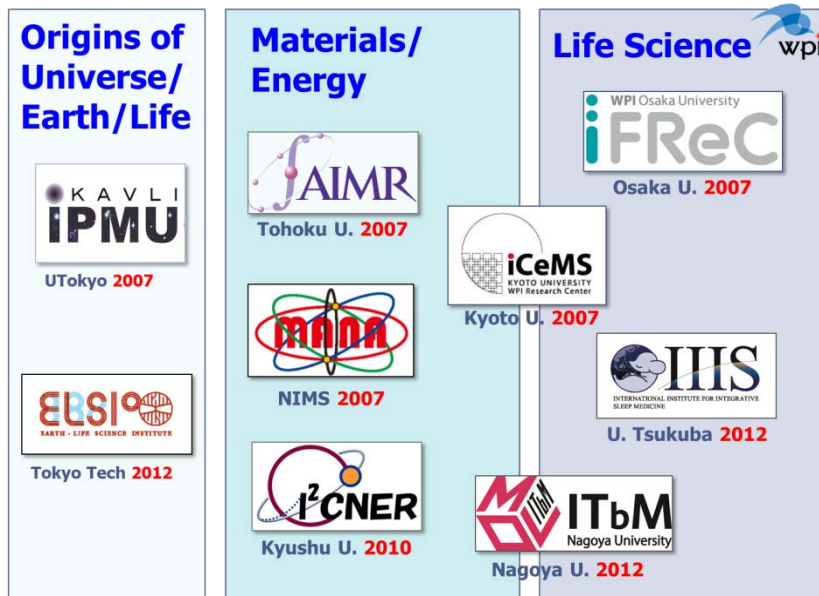 Origins of
Universe/
Earth/Life
KAVLI
IPMU
UTokyo 2007
ELSI
EARTH - LIFE SCIENCE INSTITUTE
Tokyo Tech 2012
Materials/
Energy
AIMR
Tohoku U. 2007
MANA
NIMS 2007
I²CNER
Kyushu U. 2010
iCeMS
KYOTO UNIVERSITY
WPI Research Center
Kyoto U. 2007
ITbM
ITbM
Nagoya University
Nagoya U. 2012
Life Science
wpi
WPI Osaka University
iFReC
Osaka U. 2007
IIIS
INTERNATIONAL INSTITUTE FOR INTEGRATIVE
SLEEP MEDICINE
U. Tsukuba 2012